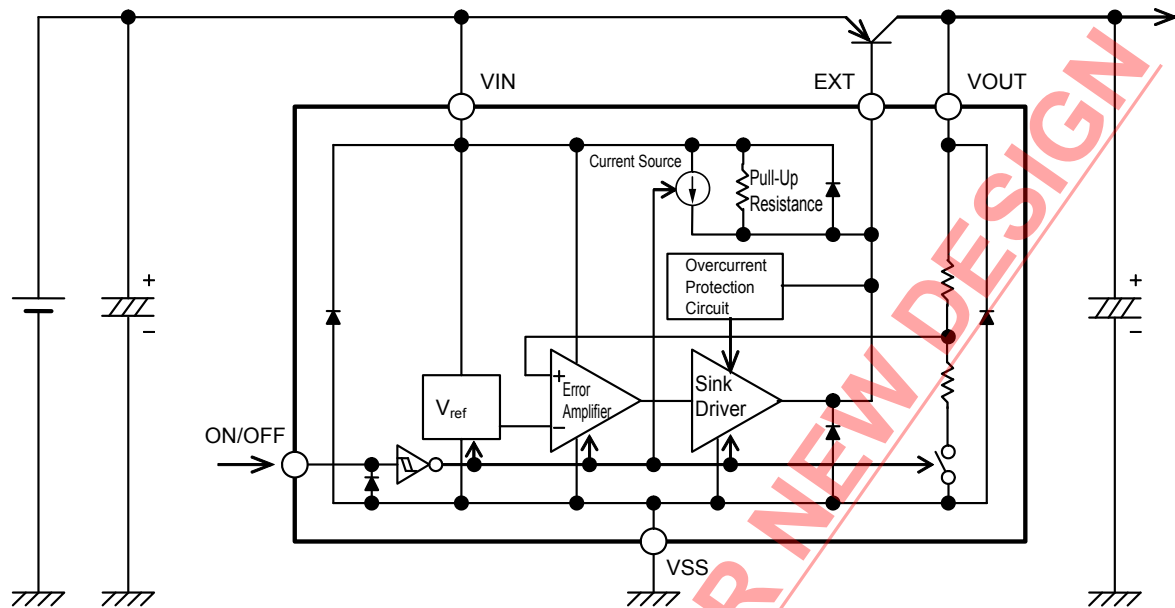 VIN
EXT
VOUT
Current Source
Pull-Up
Resistance
Overcurrent
Protection
Circuit
+
−
+
−
+
−
Error
Amplifier
Sink
Driver
Vref
ON/OFF
VSS
R NEW DESIGN